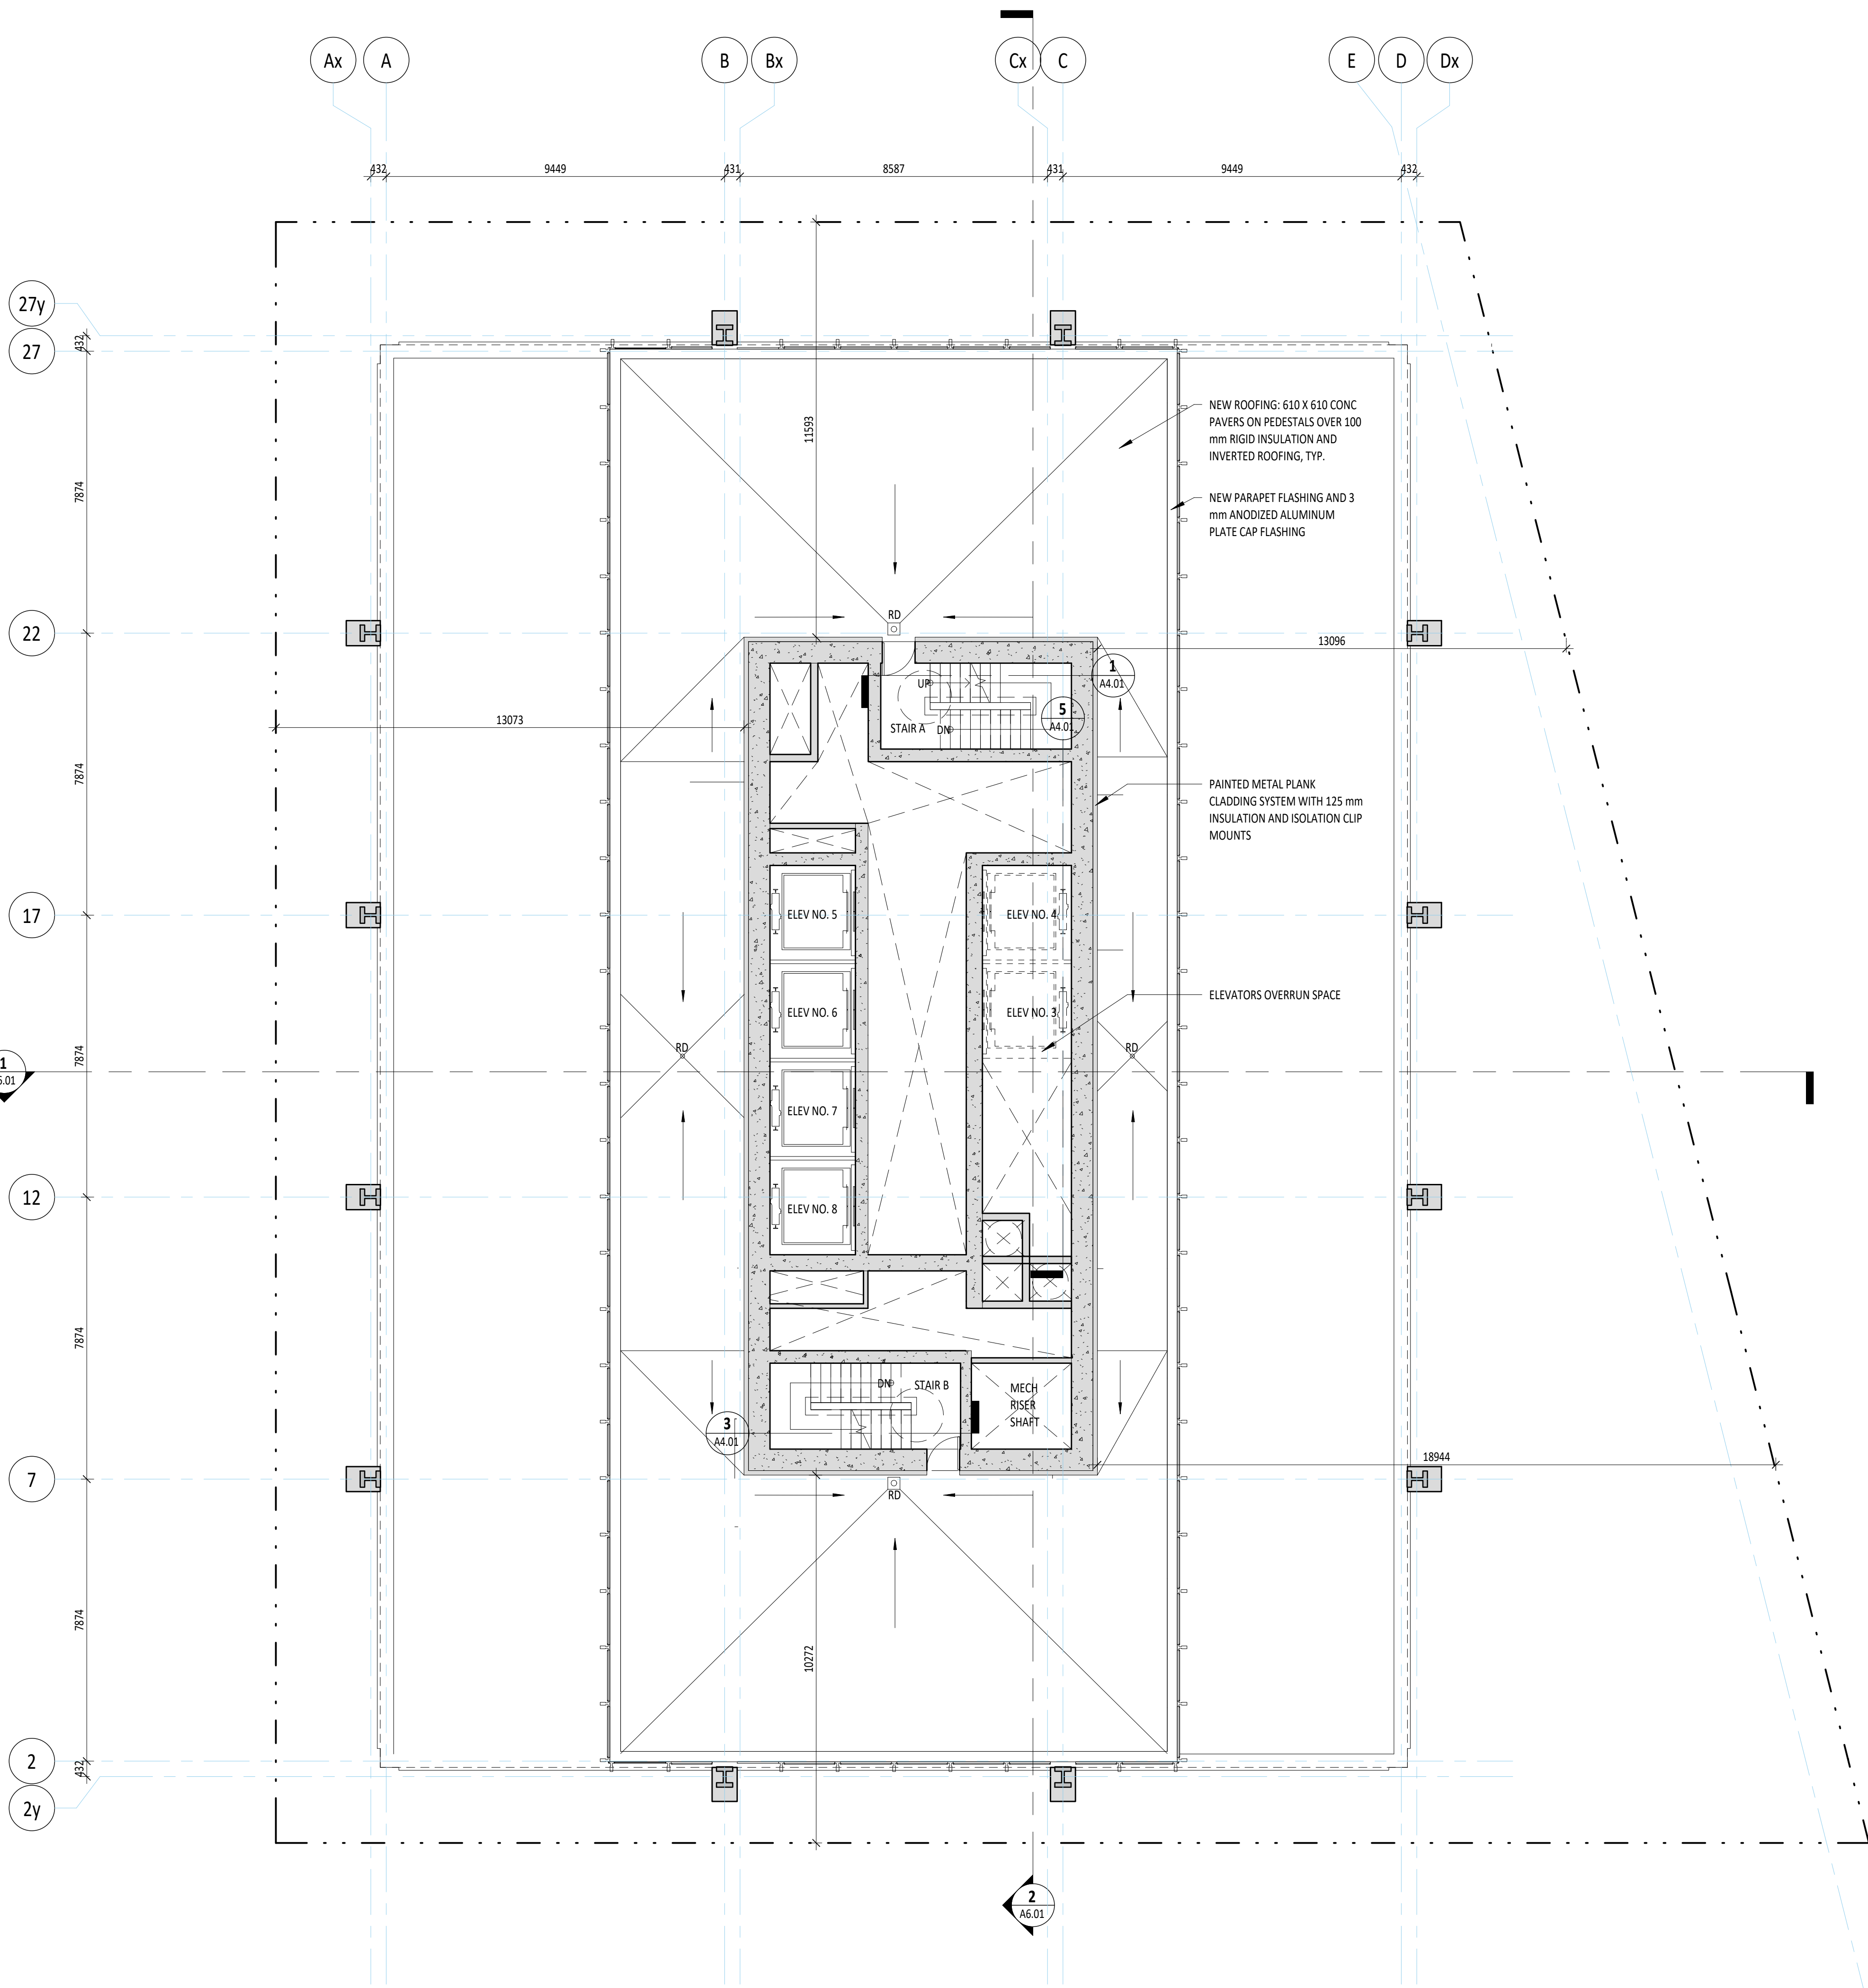 Ax
A
B
Bx
Cx
C
E
D
Dx
432
9449
431
8587
431
9449
432
27y
27
22
17
12
7
2
2y
432
7874
7874
7874
7874
7874
432
11593
NEW ROOFING: 610 X 610 CONC
PAVERS ON PEDESTALS OVER 100
mm RIGID INSULATION AND
INVERTED ROOFING, TYP.
NEW PARAPET FLASHING AND 3
mm ANODIZED ALUMINUM
PLATE CAP FLASHING
RD
13096
1
A4.01
UP
5
A4.01
STAIR A
DN
13073
PAINTED METAL PLANK
CLADDING SYSTEM WITH 125 mm
INSULATION AND ISOLATION CLIP
MOUNTS
ELEV NO. 5
ELEV NO. 4
ELEVATORS OVERRUN SPACE
ELEV NO. 6
ELEV NO. 3
RD
RD
1
ELEV NO. 7
ELEV NO. 8
DN
STAIR B
MECH
RISER
SHAFT
3
A4.01
18944
RD
10272
2
A6.01